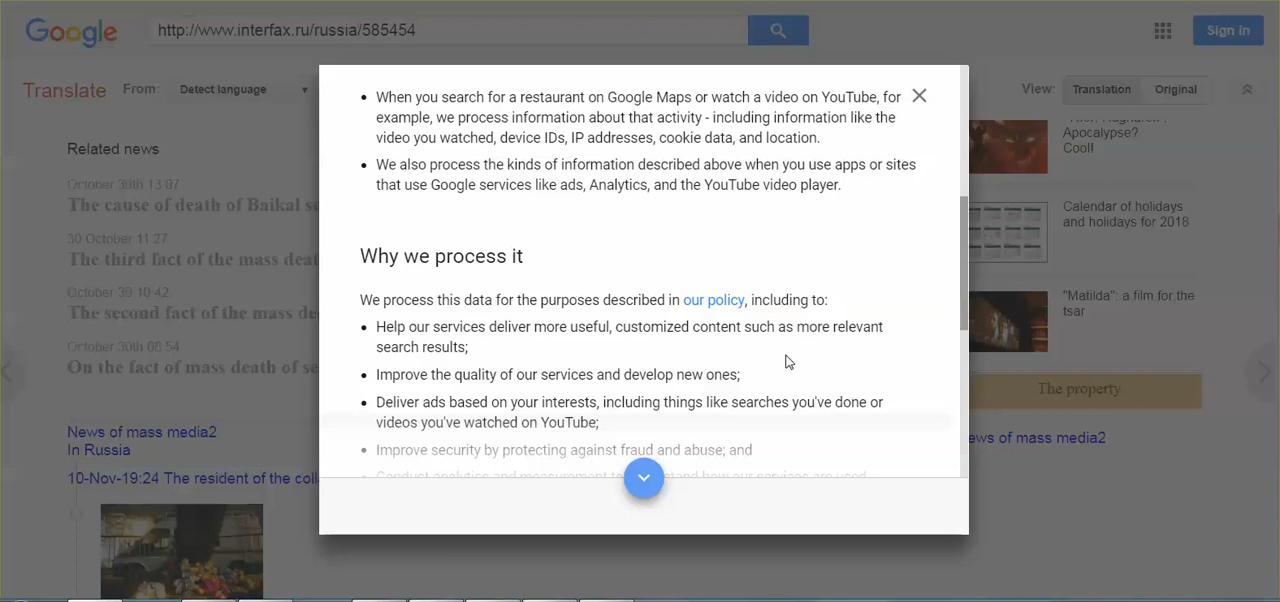 Google
http://www.interfax.ru/russia/585454
Sign in
Translate
From:
Detect language
View:
Translation
Original
Related news
October 30th 13 07
The cause of death of Baikal
30 October 11 27
The third fact of the mass
October 30 10:42
The second fact of the mass
October 30th 08 54
On the fact of mass death of
News of mass media2
In Russia
10-Nov-19:24 The resident of the
When you search for a restaurant on Google Maps or watch a video on YouTube, for
example, we process information about that activity - including information like the
video you watched, device IDs, IP addresses, cookie data, and location.
We also process the kinds of information described above when you use apps or sites
that use Google services like ads, Analytics, and the YouTube video player.
Why we process it
We process this data for the purposes described in our policy, including to:
Help our services deliver more useful, customized content such as more relevant
search results;
Improve the quality of our services and develop new ones;
Deliver ads based on your interests, including things like searches you've done or
videos you've watched on YouTube;
Improve security by protecting against fraud and abuse; and
Conduct analytics and measurement to understand how our services are used
Apocalypse?
Cool!
Calendar of holidays
and holidays for 2018
"Matilda": a film for the
tsar
The property
ews of mass media2